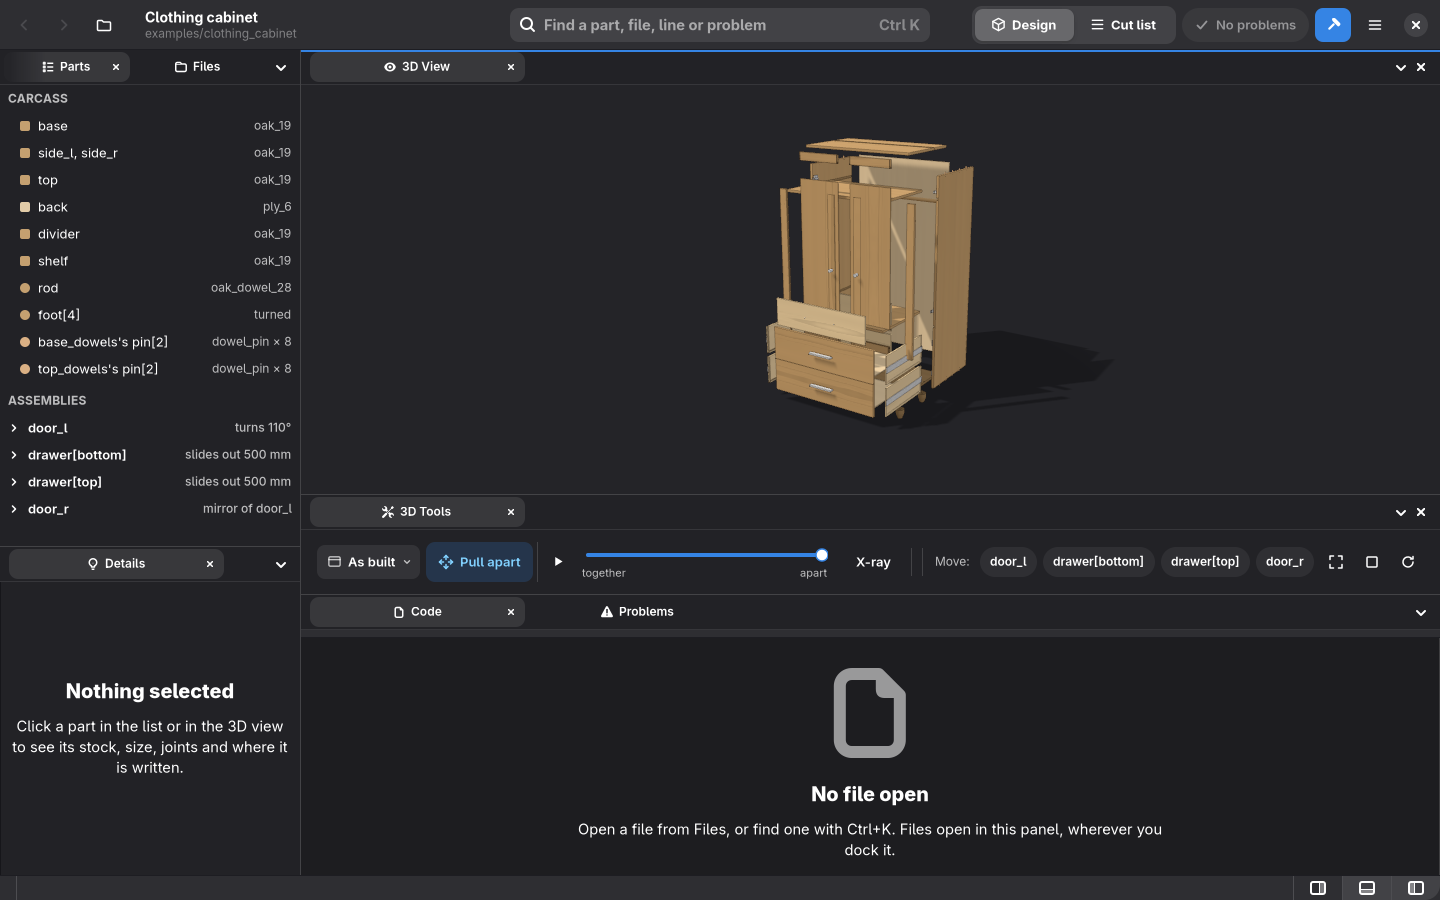 Clothing cabinet
examples/clothing_cabinet
Find a part, file, line or problem
Ctrl K
Design
Cut list
No problems
Parts
Files
3D View
CARCASS
base oak_19
side_l, side_r oak_19
top oak_19
back ply_6
divider oak_19
shelf oak_19
rod oak_dowel_28
foot[4] turned
base_dowels's pin[2] dowel_pin × 8
top_dowels's pin[2] dowel_pin × 8
ASSEMBLIES
door_l turns 110°
drawer[bottom] slides out 500 mm
drawer[top] slides out 500 mm
door_r mirror of door_l
Details
Nothing selected
Click a part in the list or in the 3D view
to see its stock, size, joints and where it
is written.
3D Tools
As built
Pull apart
together
apart
X-ray
Move:
door_l
drawer[bottom]
drawer[top]
door_r
Code
Problems
No file open
Open a file from Files, or find one with Ctrl+K. Files open in this panel, wherever you
dock it.